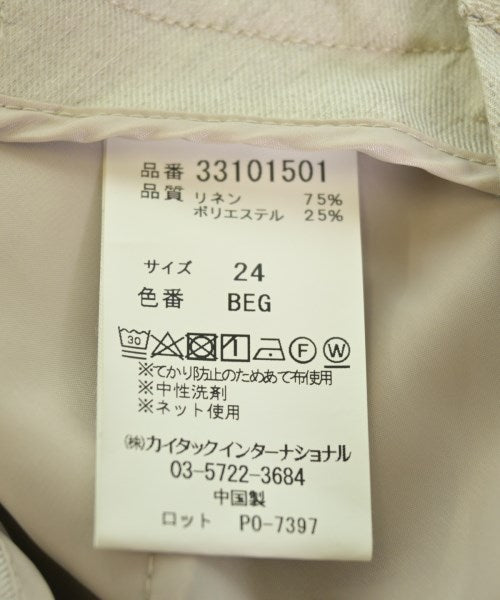 品番 33101501
品質 リネン 75%
ポリエステル 25%
サイズ 24
色番 BEG
30 1 F W
※てかり防止のためあて布使用
※中性洗剤
※ネット使用
㈱カイタックインターナショナル
03-5722-3684
中国製
ロット PO-7397